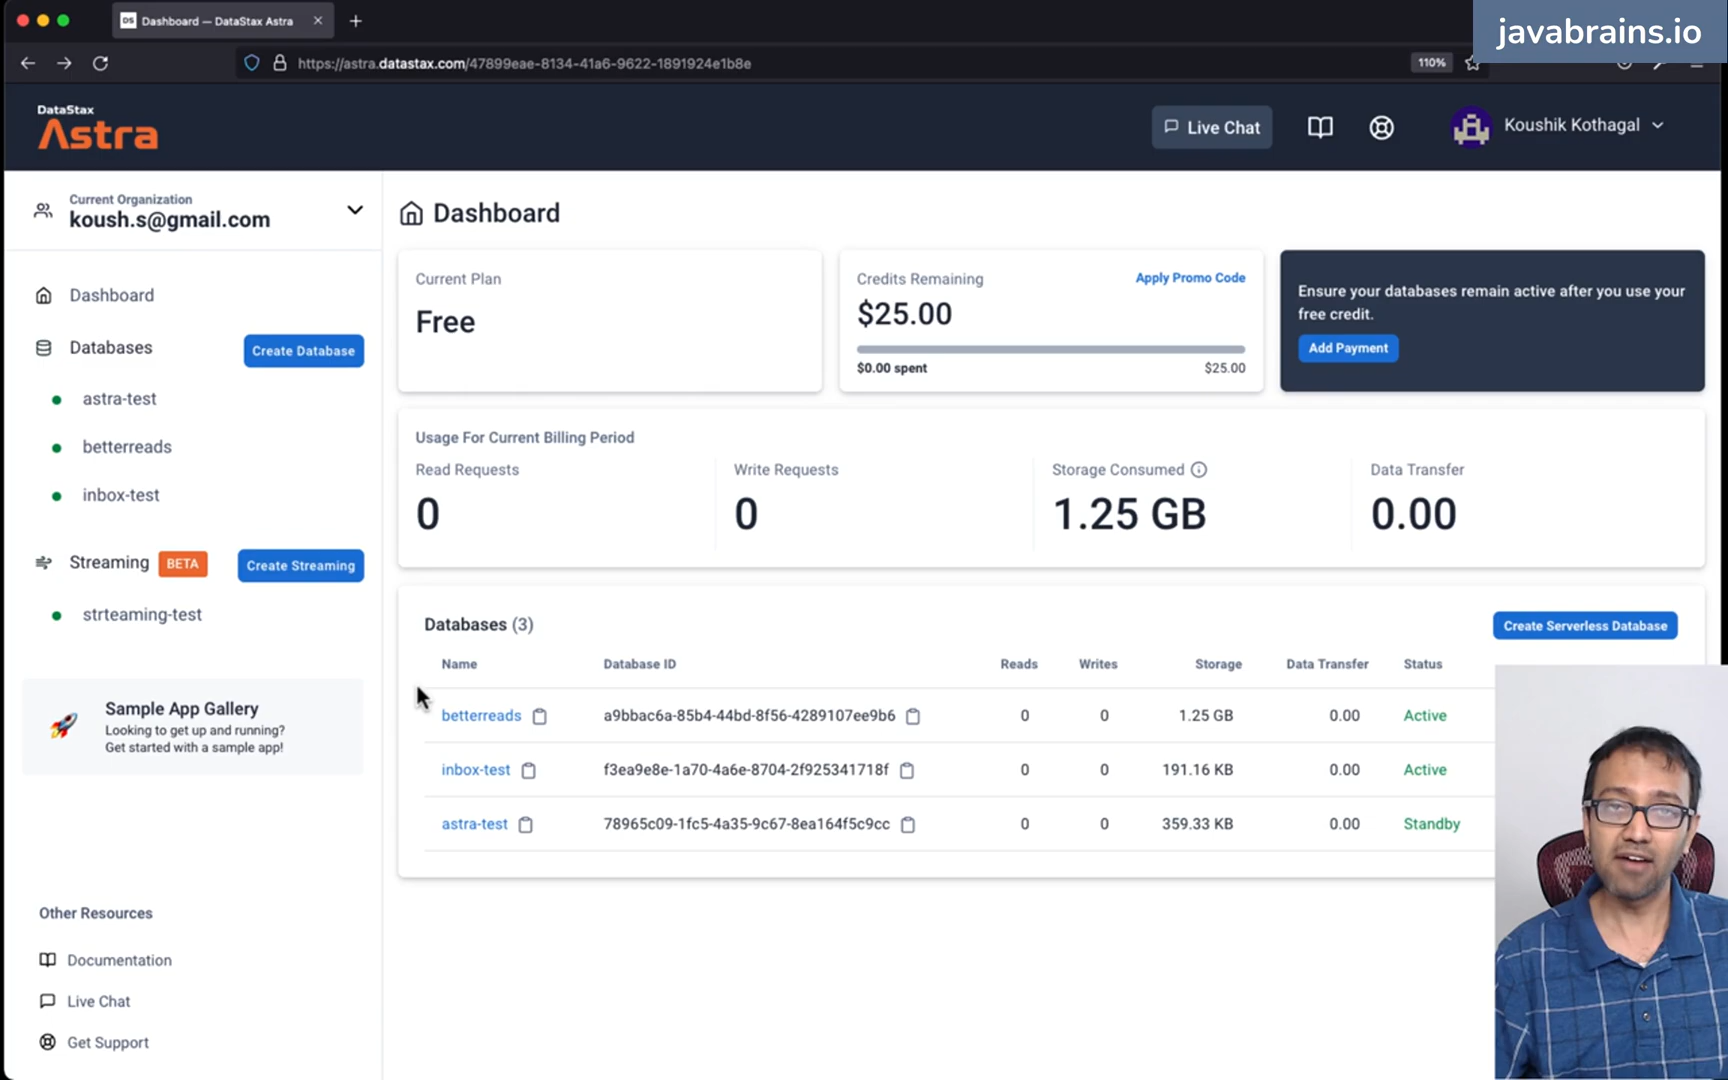 DS Dashboard — DataStax Astra
javabrains.io
https://astra.datastax.com/47899eae-8134-41a6-9622-1891924e1b8e
110%
DataStax
Astra
Live Chat
Koushik Kothagal
Current Organization
koush.s@gmail.com
Dashboard
Databases
Create Database
astra-test
betterreads
inbox-test
Streaming BETA
Create Streaming
strteaming-test
Sample App Gallery
Looking to get up and running?
Get started with a sample app!
Other Resources
Documentation
Live Chat
Get Support
Dashboard
Current Plan
Free
Credits Remaining
Apply Promo Code
$25.00
$0.00 spent
$25.00
Ensure your databases remain active after you use your
free credit.
Add Payment
Usage For Current Billing Period
Read Requests
0
Write Requests
0
Storage Consumed
1.25 GB
Data Transfer
0.00
Databases (3)
Create Serverless Database
Name Database ID Reads Writes Storage Data Transfer Status
betterreads a9bbac6a-85b4-44bd-8f56-4289107ee9b6 0 0 1.25 GB 0.00 Active
inbox-test f3ea9e8e-1a70-4a6e-8704-2f925341718f 0 0 191.16 KB 0.00 Active
astra-test 78965c09-1fc5-4a35-9c67-8ea164f5c9cc 0 0 359.33 KB 0.00 Standby